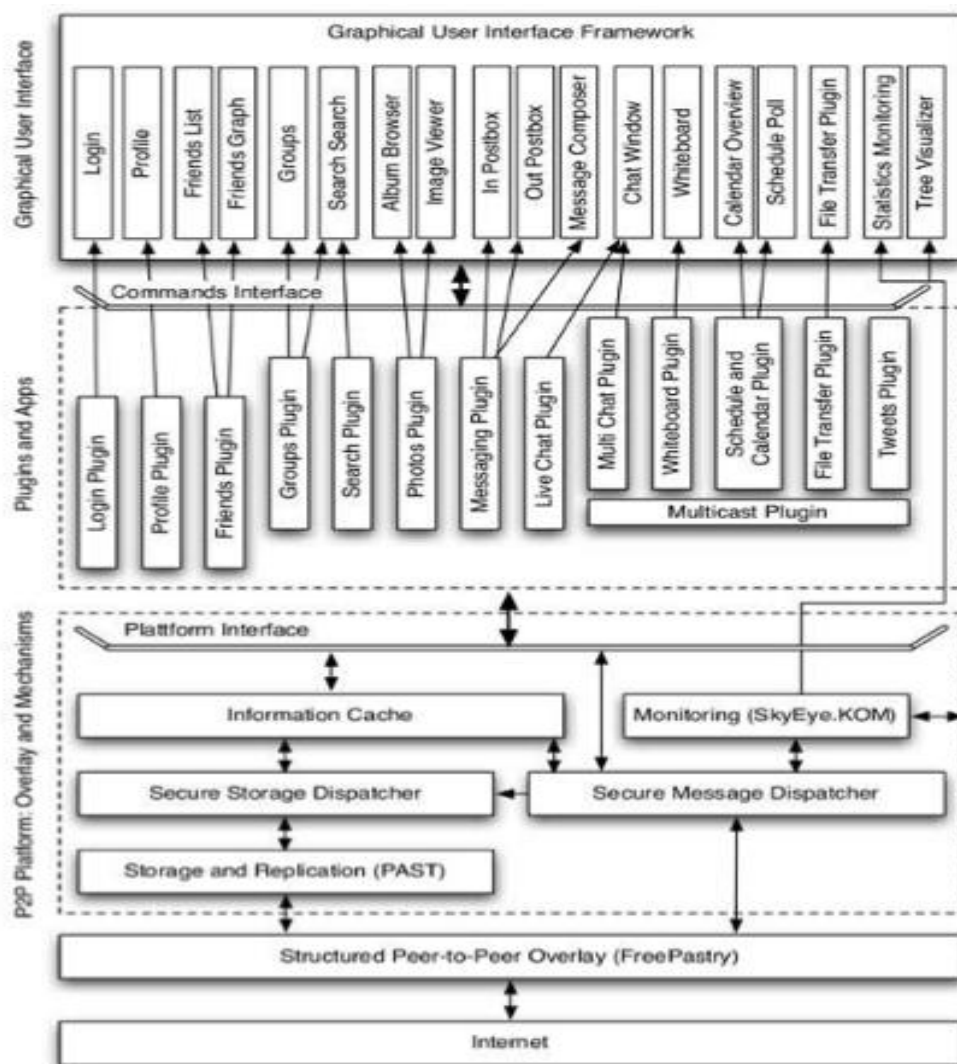 Graphical User Interface
Graphical User Interface Framework
Login
Profile
Friends List
Friends Graph
Groups
Search Search
Album Browser
Image Viewer
In Postbox
Out Postbox
Message Composer
Chat Window
Whiteboard
Calendar Overview
Schedule Poll
File Transfer Plugin
Statistics Monitoring
Tree Visualizer
Commands Interface
Plugins and Apps
Login Plugin
Profile Plugin
Friends Plugin
Groups Plugin
Search Plugin
Photos Plugin
Messaging Plugin
Live Chat Plugin
Multi Chat Plugin
Whiteboard Plugin
Schedule and
Calendar Plugin
File Transfer Plugin
Tweets Plugin
Multicast Plugin
P2P Platform: Overlay and Mechanisms
Plattform Interface
Information Cache
Monitoring (SkyEye.KOM)
Secure Storage Dispatcher
Secure Message Dispatcher
Storage and Replication (PAST)
Structured Peer-to-Peer Overlay (FreePastry)
Internet